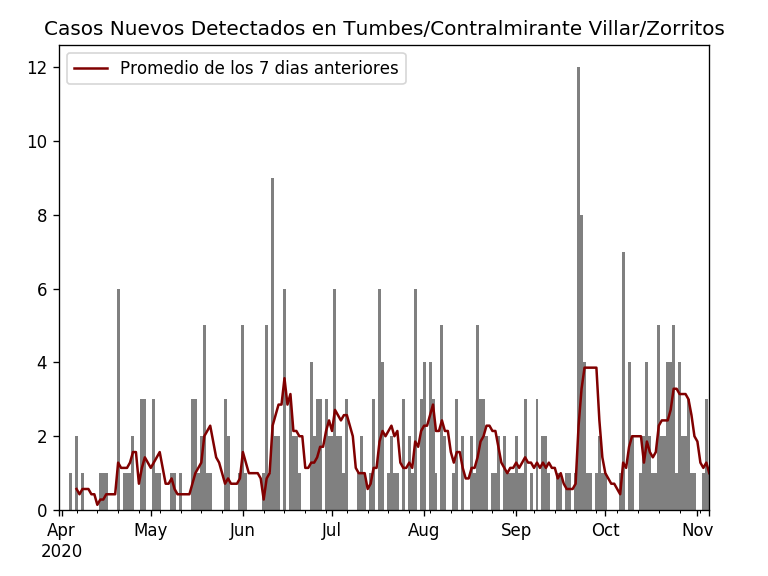 Casos Nuevos Detectados en Tumbes/Contralmirante Villar/Zorritos
Promedio de los 7 dias anteriores
12
10
8
6
4
2
0
Apr May Jun Jul Aug Sep Oct Nov
2020